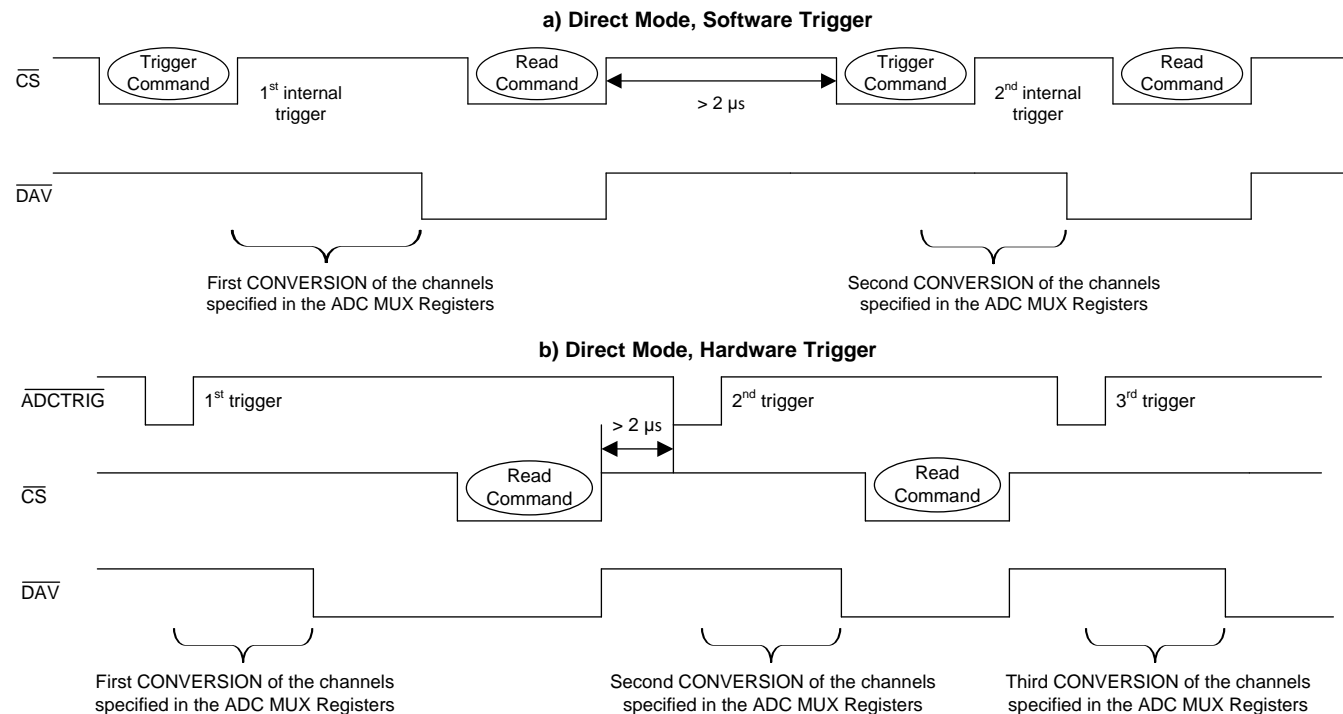 a) Direct Mode, Software Trigger
CS
Trigger
Command
1st internal
trigger
Read
Command
> 2 µs
Trigger
Command
2nd internal
trigger
Read
Command
DAV
First CONVERSION of the channels
specified in the ADC MUX Registers
Second CONVERSION of the channels
specified in the ADC MUX Registers
b) Direct Mode, Hardware Trigger
ADCTRIG
1st trigger
> 2 µs
2nd trigger
3rd trigger
CS
Read
Command
Read
Command
DAV
First CONVERSION of the channels
specified in the ADC MUX Registers
Second CONVERSION of the channels
specified in the ADC MUX Registers
Third CONVERSION of the channels
specified in the ADC MUX Registers